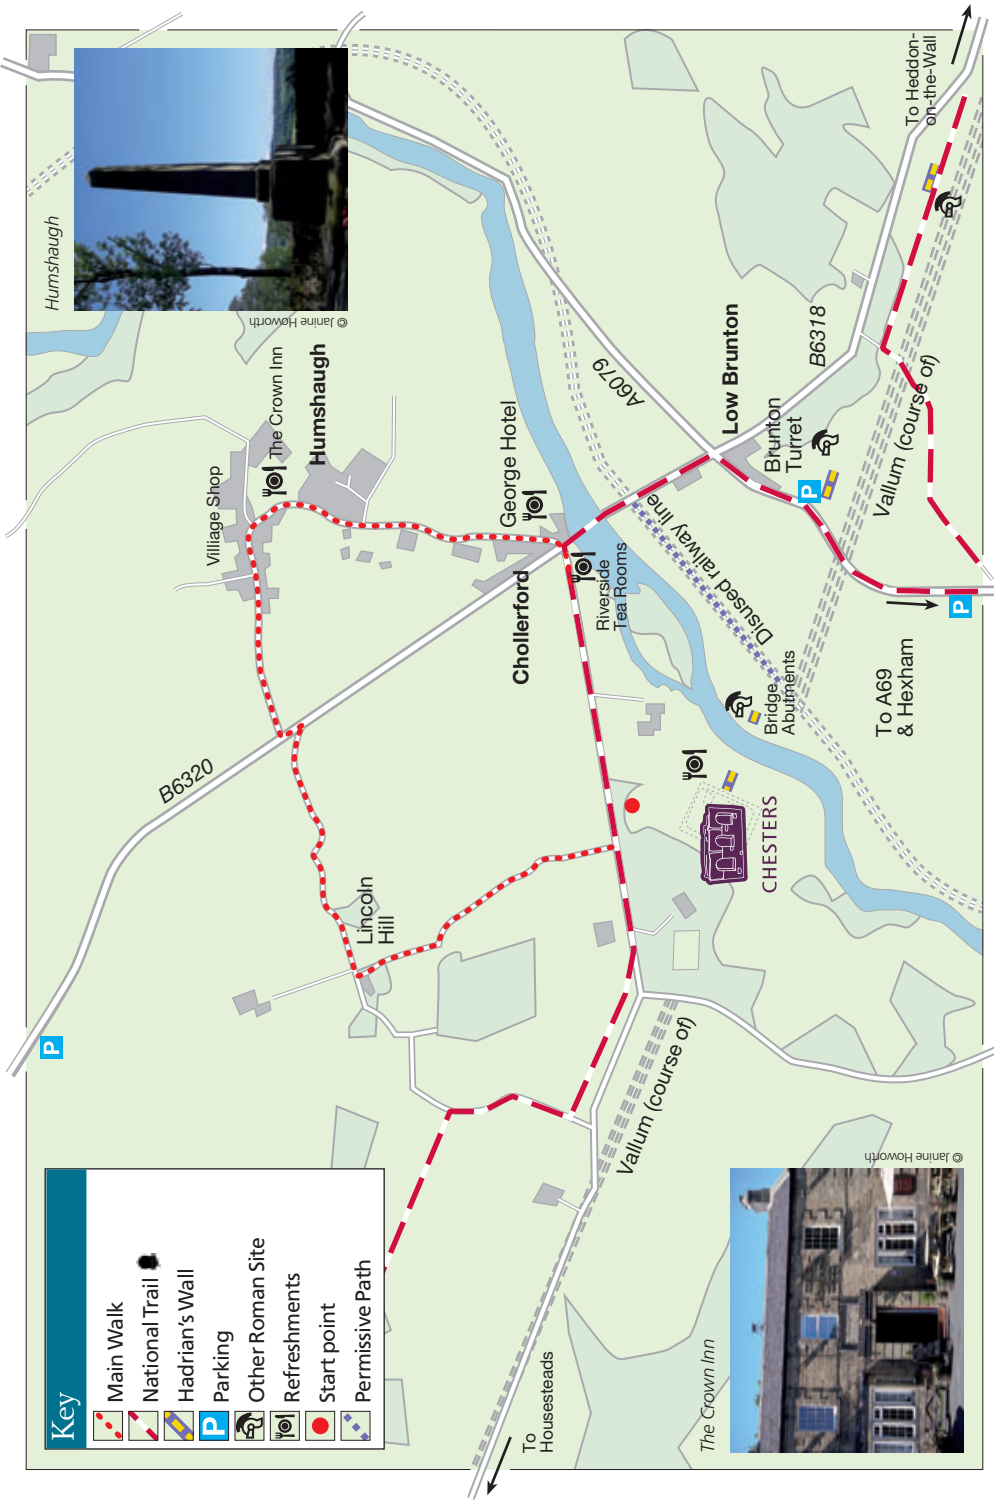 Key
Main Walk
National Trail
Hadrian's Wall
P Parking
Other Roman Site
Refreshments
Start point
Permissive Path
P
B6320
Lincoln
Hill
Villiage Shop
The Crown Inn
Humshaugh
Humshaugh
© Janine Howorth
George Hotel
Chollerford
Riverside
Tea Rooms
A6079
Low Brunton
B6318
To Heddon-
on-the-Wall
Brunton
Turret
P
Vallum (course of)
Disused railway line
Bridge
Abutments
To A69
& Hexham
P
CHESTERS
Vallum (course of)
To
Housesteads
The Crown Inn
© Janine Howorth